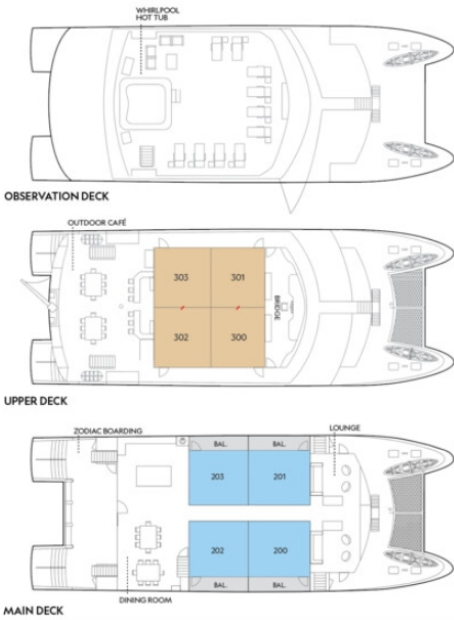 WHIRLPOOL
HOT TUB
OBSERVATION DECK
OUTDOOR CAFÉ
303
301
302
300
BRIDGE
UPPER DECK
ZODIAC BOARDING
LOUNGE
BAL.
BAL.
203
201
202
200
BAL.
BAL.
DINING ROOM
MAIN DECK